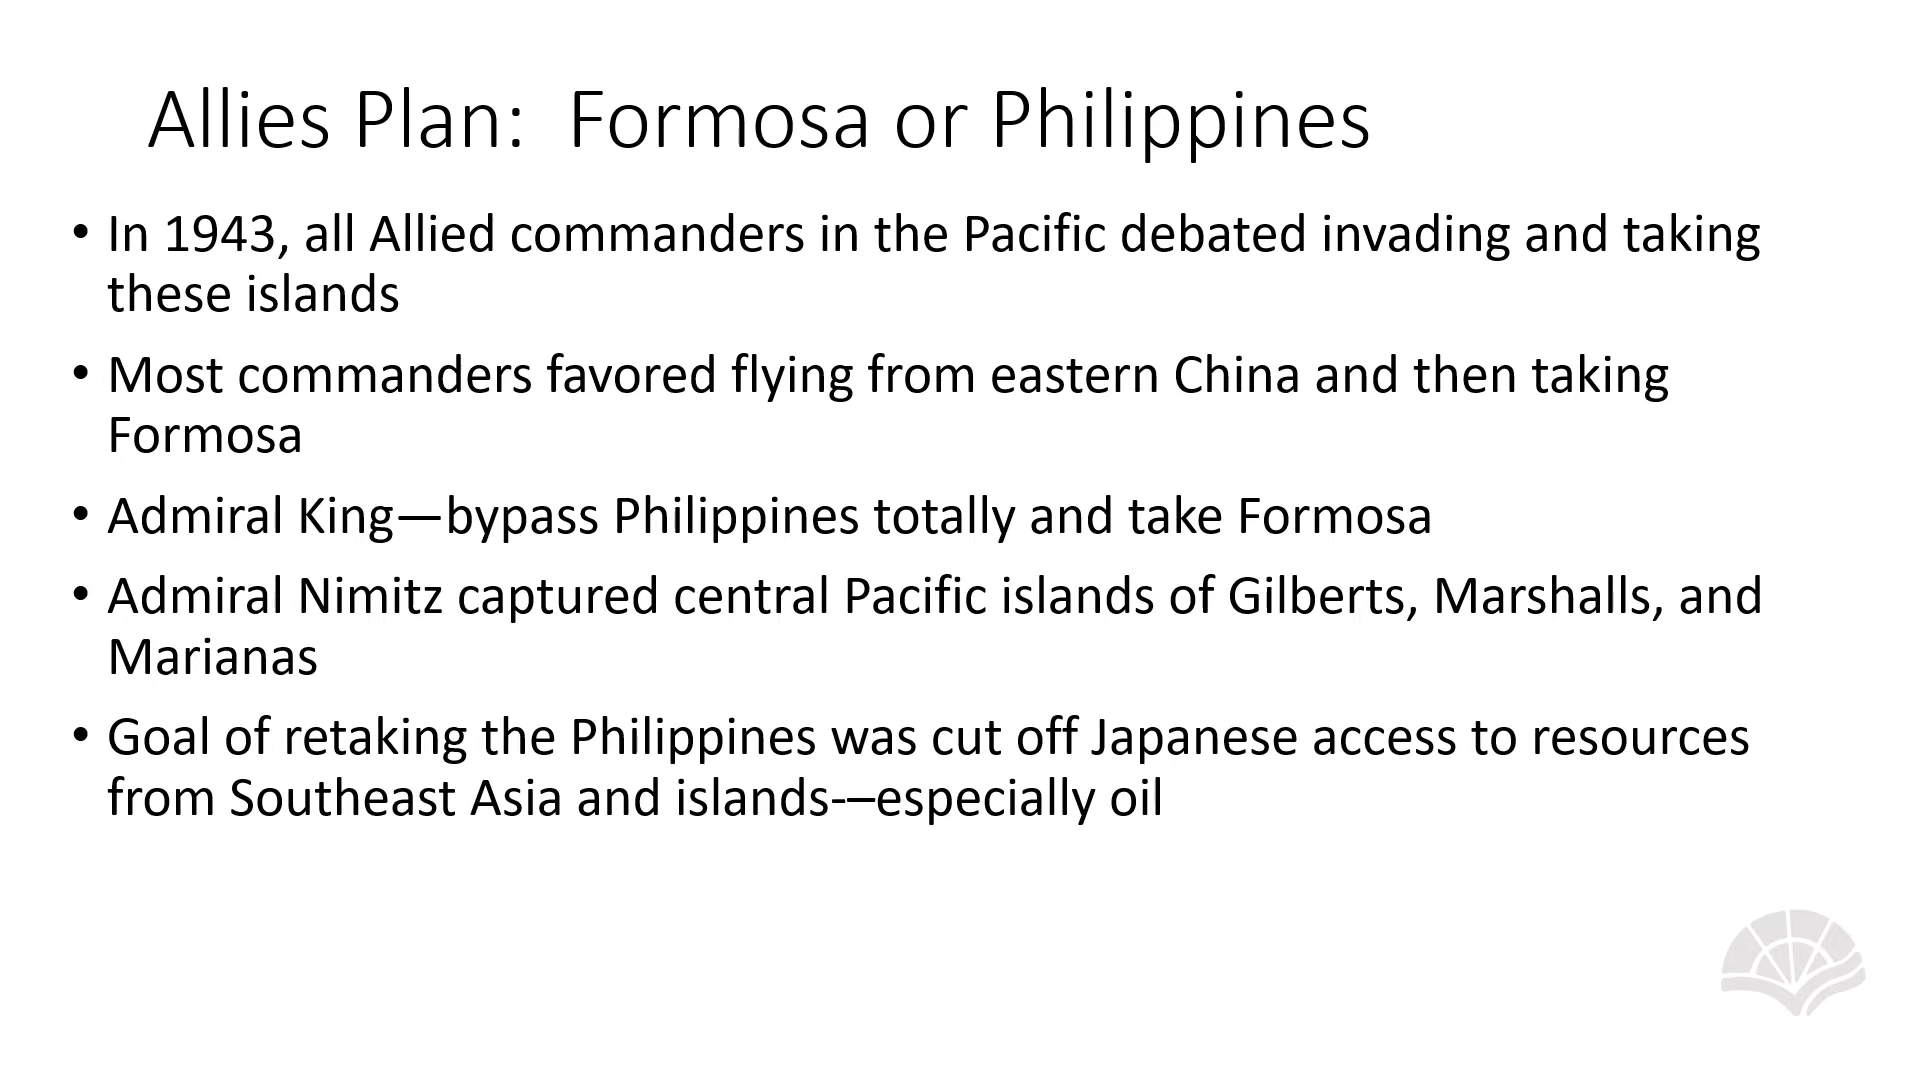 Allies Plan:  Formosa or Philippines
• In 1943, all Allied commanders in the Pacific debated invading and taking
these islands
• Most commanders favored flying from eastern China and then taking
Formosa
• Admiral King—bypass Philippines totally and take Formosa
• Admiral Nimitz captured central Pacific islands of Gilberts, Marshalls, and
Marianas
• Goal of retaking the Philippines was cut off Japanese access to resources
from Southeast Asia and islands-–especially oil